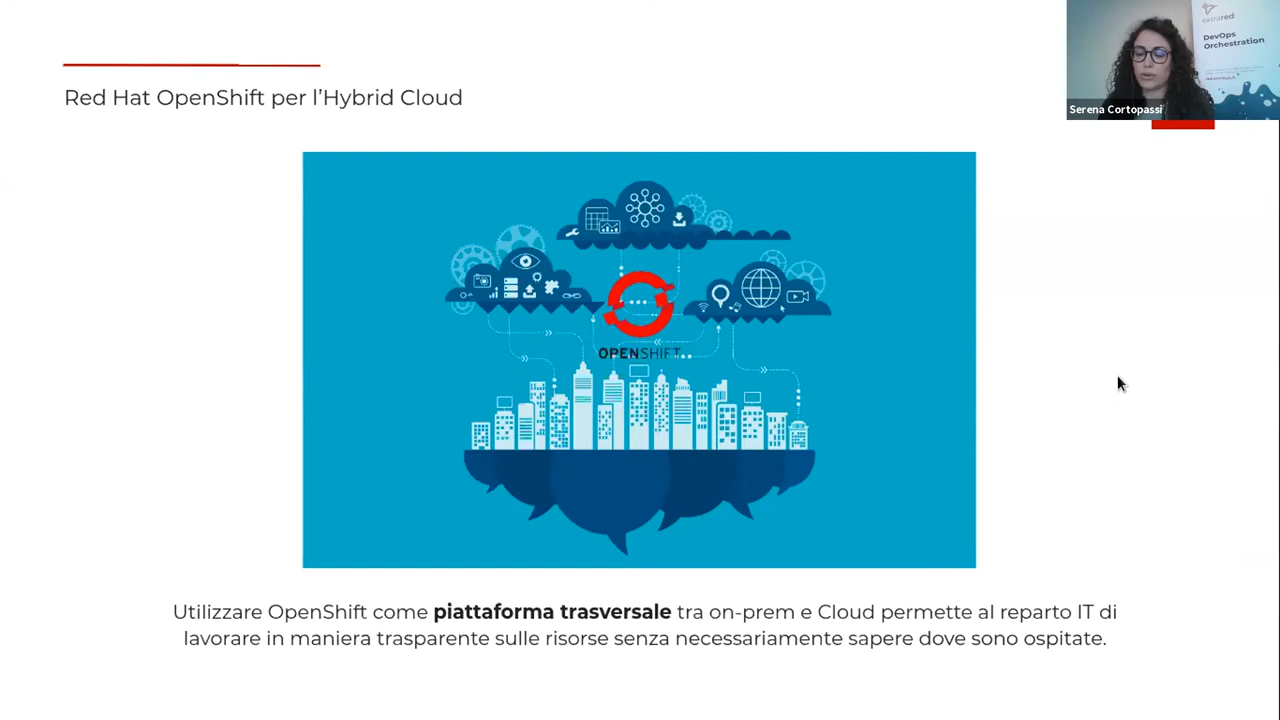 Red Hat OpenShift per l’Hybrid Cloud
extrared
DevOps
Orchestration
Serena Cortopassi
OPENSHIFT
Utilizzare OpenShift come piattaforma trasversale tra on-prem e Cloud permette al reparto IT di
lavorare in maniera trasparente sulle risorse senza necessariamente sapere dove sono ospitate.